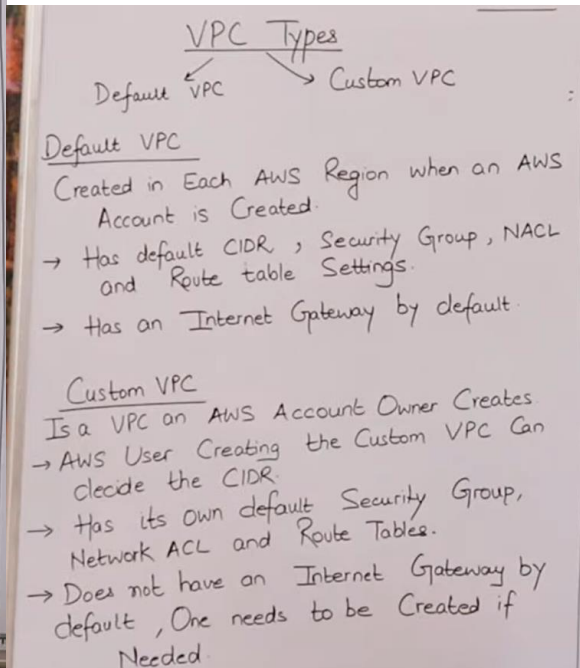 VPC Types
Default VPC
Custom VPC
:
Default VPC
Created in Each AWS Region when an AWS
Account is Created.
→ Has default CIDR , Security Group, NACL
and Route table Settings.
→ Has an Internet Gateway by default.
Custom VPC
Is a VPC an AWS Account Owner Creates
→ AWS User Creating the Custom VPC Can
decide the CIDR.
→ Has its own default Security Group,
Network ACL and Route Tables.
→ Does not have an Internet Gateway by
default, One needs to be Created if
Needed.